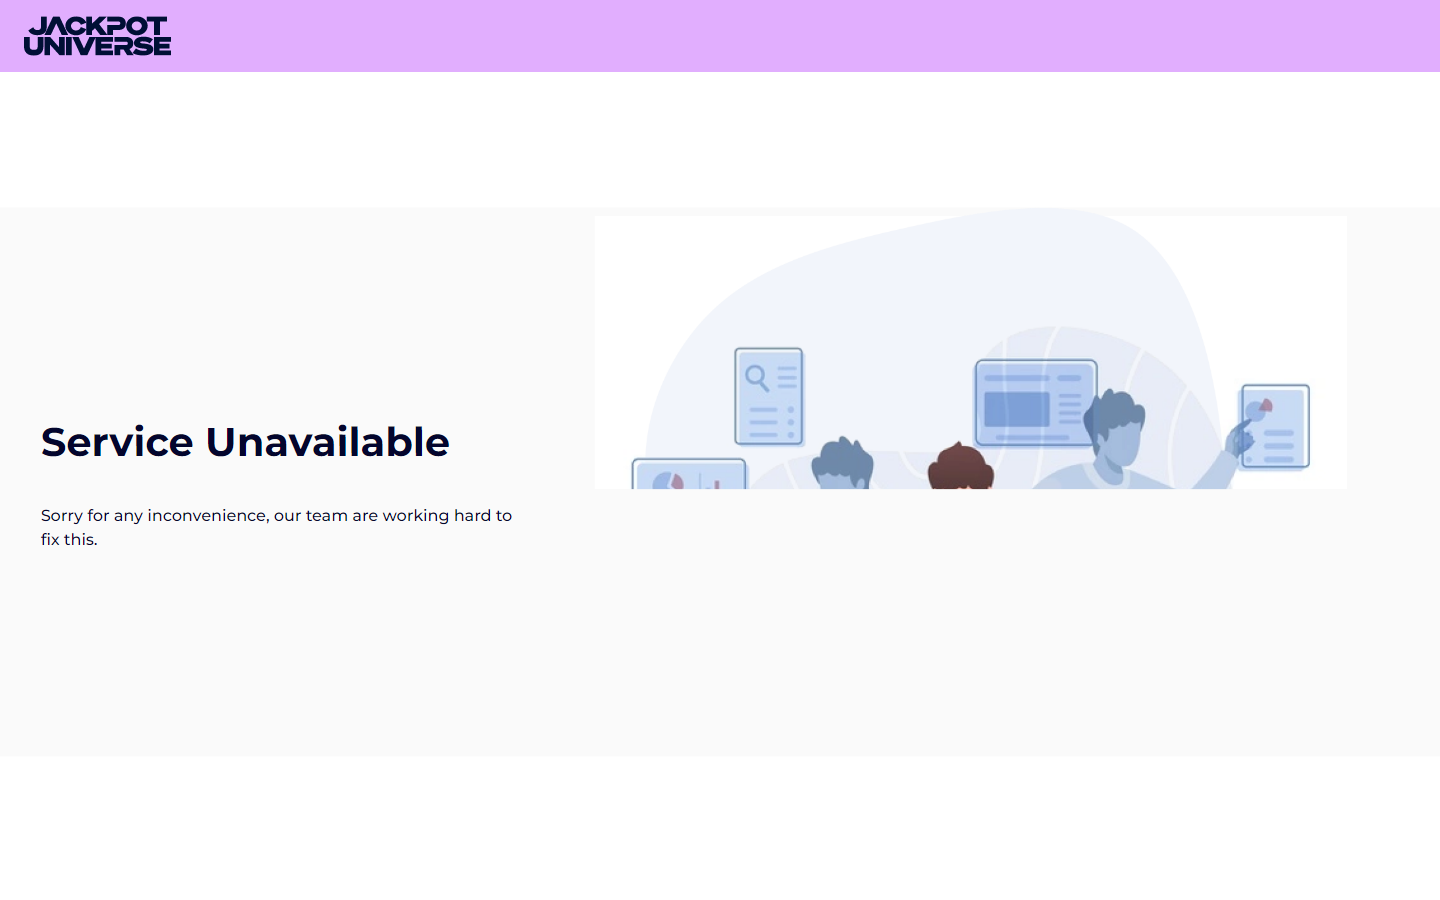 JACKPOT
UNIVERSE
Service Unavailable
Sorry for any inconvenience, our team are working hard to
fix this.